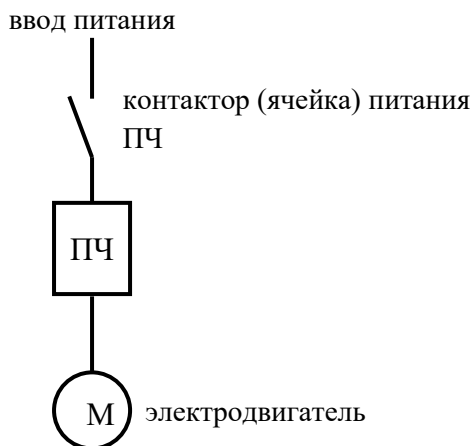 ввод питания
контактор (ячейка) питания
ПЧ
ПЧ
М
электродвигатель